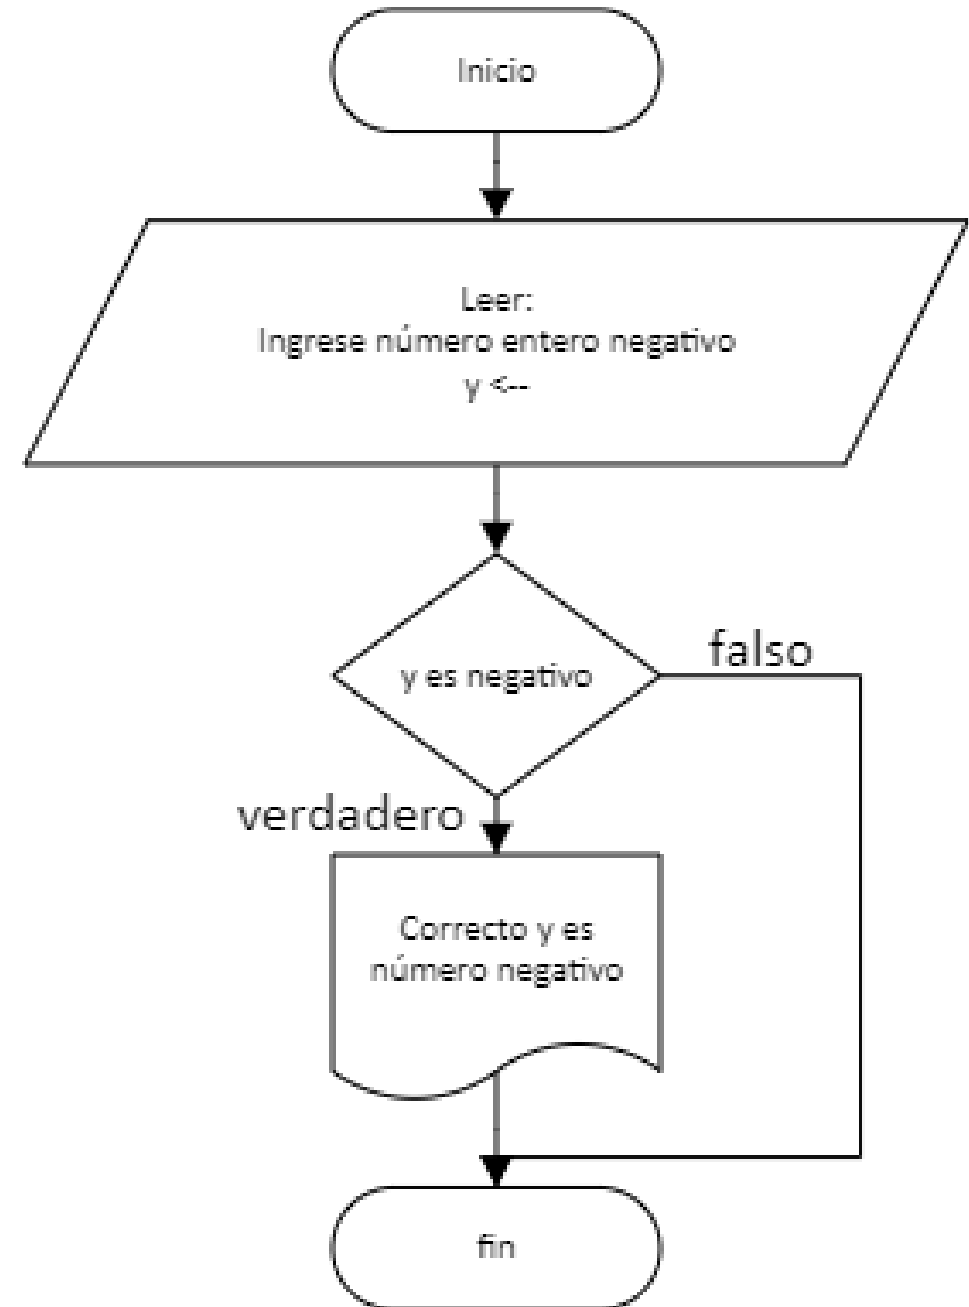 Inicio
Leer:
Ingrese número entero negativo
y <--
y es negativo
falso
verdadero
Correcto y es
número negativo
fin